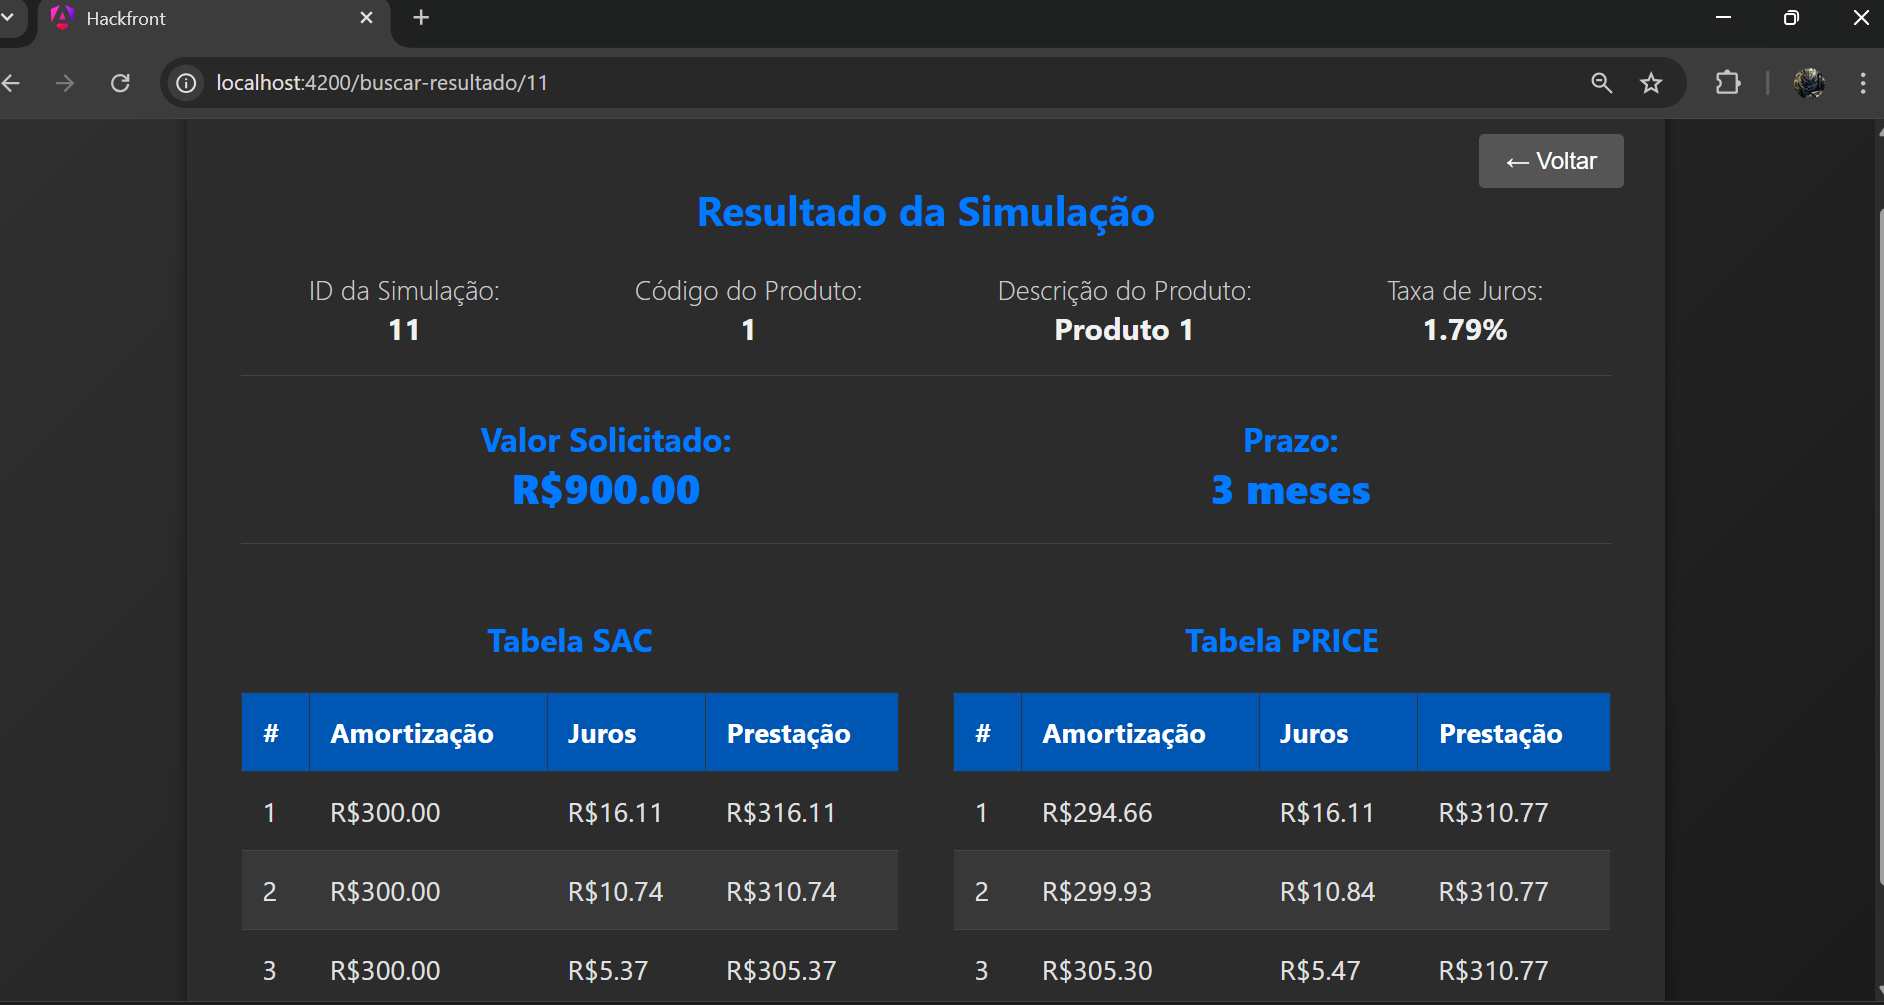 Hackfront
localhost:4200/buscar-resultado/11
← Voltar
Resultado da Simulação
ID da Simulação: Código do Produto: Descrição do Produto: Taxa de Juros:
11 1 Produto 1 1.79%
Valor Solicitado: Prazo:
R$900.00 3 meses
Tabela SAC
# Amortização Juros Prestação
1 R$300.00 R$16.11 R$316.11
2 R$300.00 R$10.74 R$310.74
3 R$300.00 R$5.37 R$305.37
Tabela PRICE
# Amortização Juros Prestação
1 R$294.66 R$16.11 R$310.77
2 R$299.93 R$10.84 R$310.77
3 R$305.30 R$5.47 R$310.77